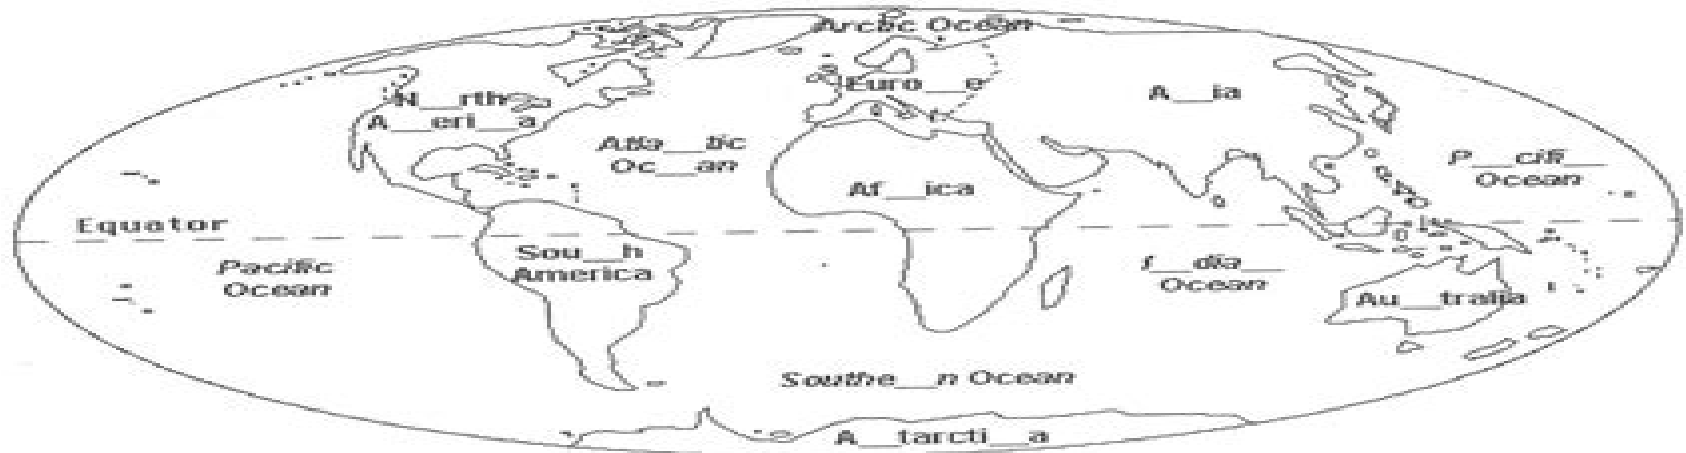 Arctic Ocean
Euro__e
A__ia
N__rth
A__eri__a
Atla__tic
Oc__an
P__cifi__
Ocean
Af__ica
Equator
Sou__h
America
Pacific
Ocean
I__dia__
Ocean
Au__tralia
Southe__n Ocean
A__tarcti__a